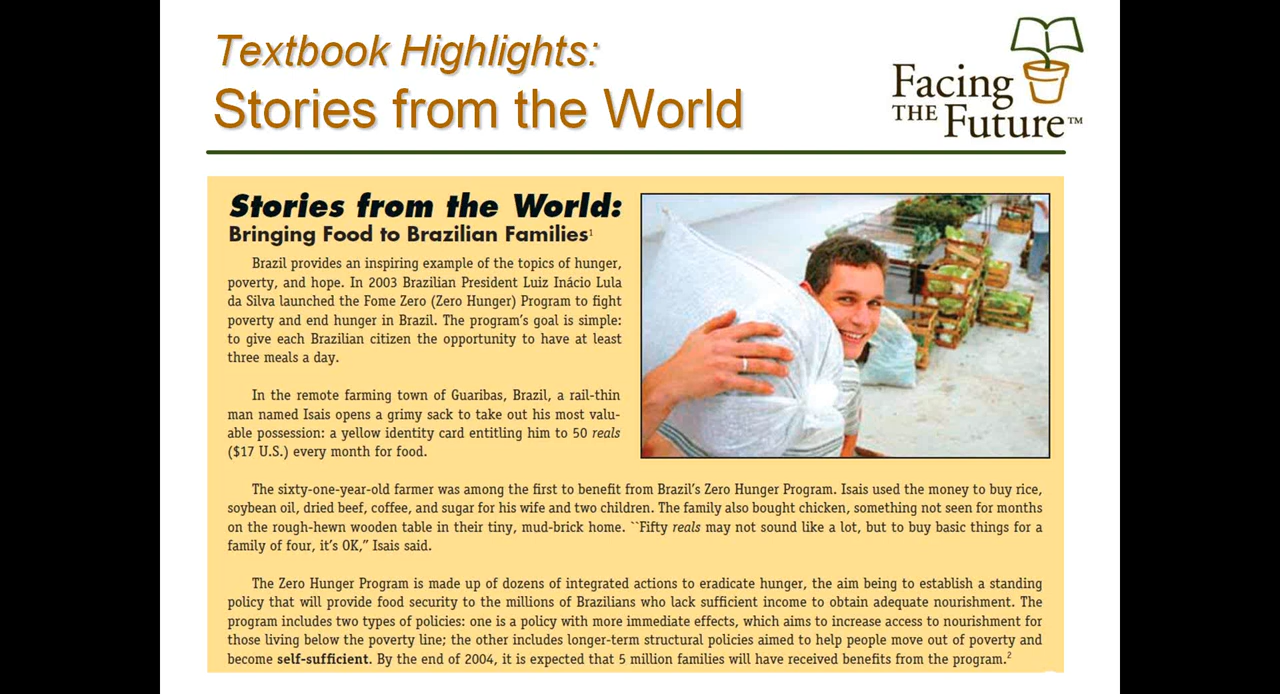 Textbook Highlights:
Stories from the World
Facing
THE Future™
Stories from the World:
Bringing Food to Brazilian Families¹
Brazil provides an inspiring example of the topics of hunger,
poverty, and hope. In 2003 Brazilian President Luiz Inácio Lula
da Silva launched the Fome Zero (Zero Hunger) Program to fight
poverty and end hunger in Brazil. The program's goal is simple:
to give each Brazilian citizen the opportunity to have at least
three meals a day.
In the remote farming town of Guaribas, Brazil, a rail-thin
man named Isais opens a grimy sack to take out his most valu-
able possession: a yellow identity card entitling him to 50 reals
($17 U.S.) every month for food.
The sixty-one-year-old farmer was among the first to benefit from Brazil's Zero Hunger Program. Isais used the money to buy rice,
soybean oil, dried beef, coffee, and sugar for his wife and two children. The family also bought chicken, something not seen for months
on the rough-hewn wooden table in their tiny, mud-brick home. ``Fifty reals may not sound like a lot, but to buy basic things for a
family of four, it's OK,” Isais said.
The Zero Hunger Program is made up of dozens of integrated actions to eradicate hunger, the aim being to establish a standing
policy that will provide food security to the millions of Brazilians who lack sufficient income to obtain adequate nourishment. The
program includes two types of policies: one is a policy with more immediate effects, which aims to increase access to nourishment for
those living below the poverty line; the other includes longer-term structural policies aimed to help people move out of poverty and
become self-sufficient. By the end of 2004, it is expected that 5 million families will have received benefits from the program.²